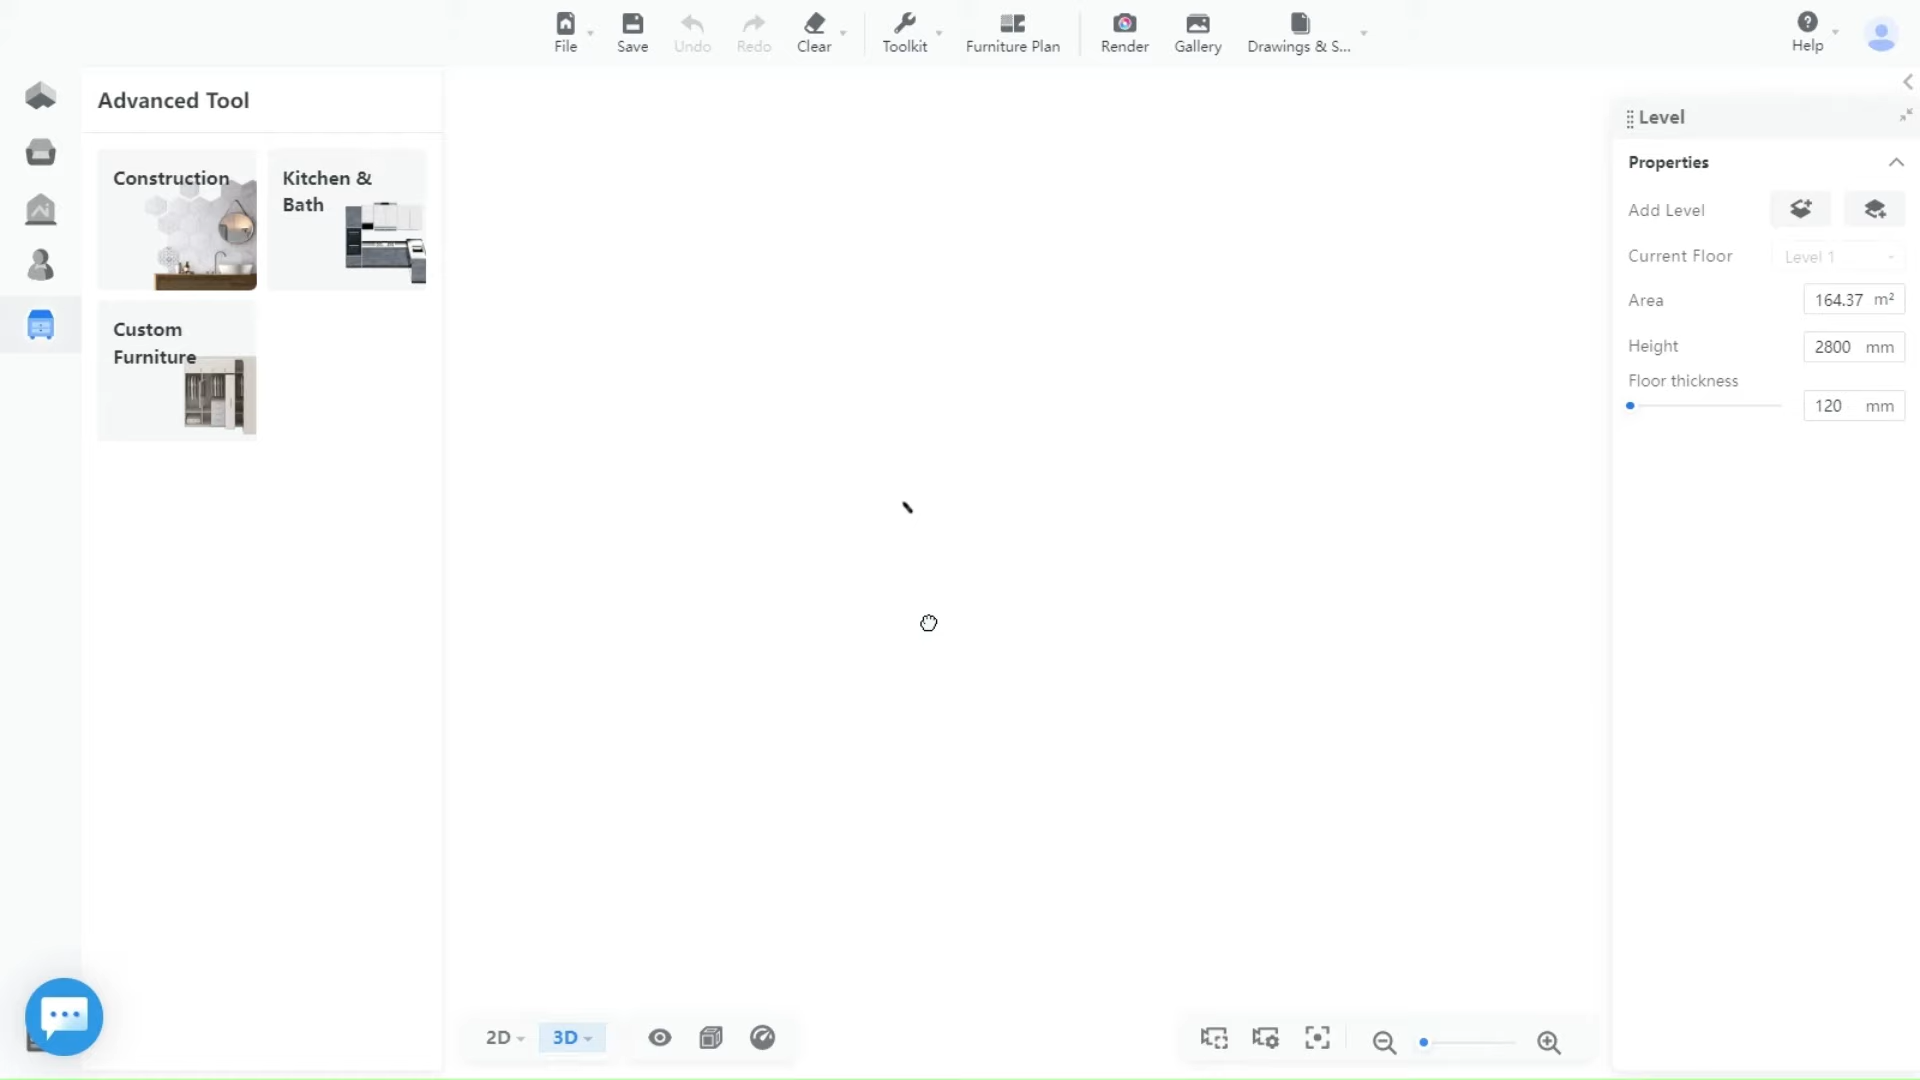 File
Save
Undo
Redo
Clear
Toolkit
Furniture Plan
Render
Gallery
Drawings & S...
Help
Advanced Tool
Construction
Kitchen &
Bath
Custom
Furniture
Level
Properties
Add Level
Current Floor
Level 1
Area
164.37 m²
Height
2800 mm
Floor thickness
120 mm
2D
3D